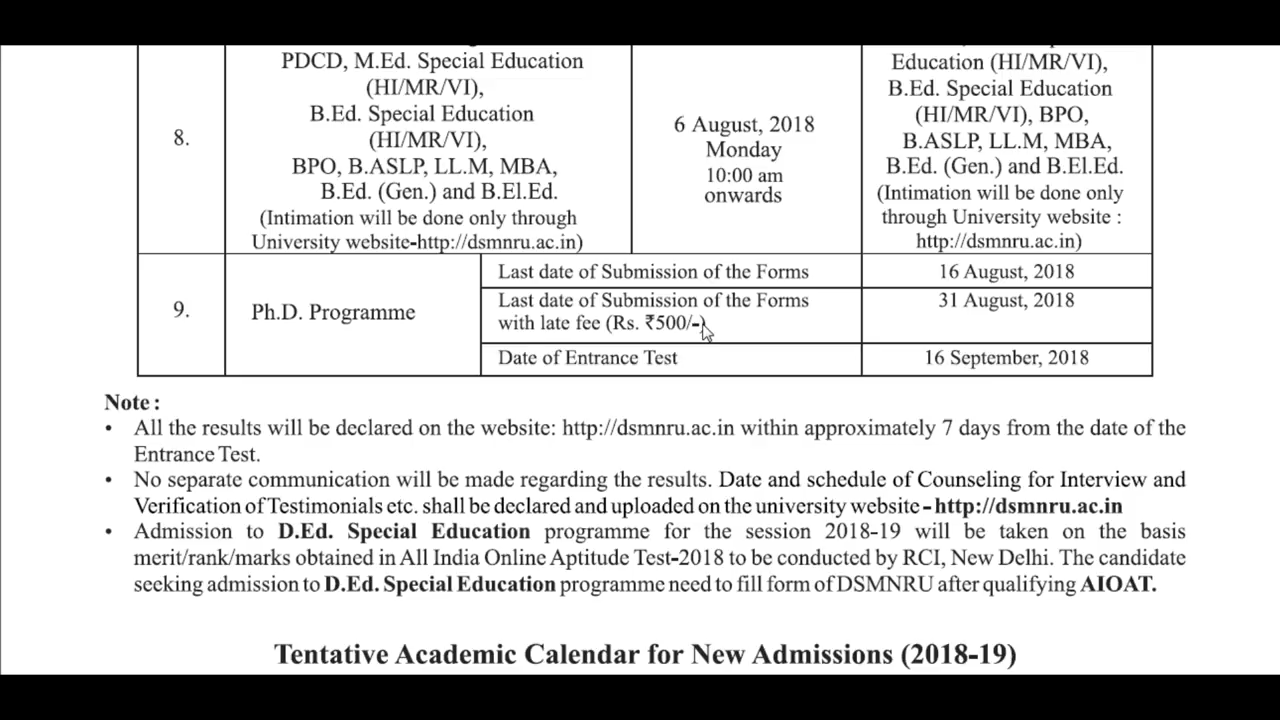 PDCD, M.Ed. Special Education
(HI/MR/VI),
B.Ed. Special Education
(HI/MR/VI),
8.
BPO, B.ASLP, LL.M, MBA,
B.Ed. (Gen.) and B.El.Ed.
(Intimation will be done only through
University website-http://dsmnru.ac.in)
6 August, 2018
Monday
10:00 am
onwards
Education (HI/MR/VI),
B.Ed. Special Education
(HI/MR/VI), BPO,
B.ASLP, LL.M, MBA,
B.Ed. (Gen.) and B.El.Ed.
(Intimation will be done only
through University website :
http://dsmnru.ac.in)
9.
Ph.D. Programme
Last date of Submission of the Forms
16 August, 2018
Last date of Submission of the Forms
with late fee (Rs. ₹500/-)
31 August, 2018
Date of Entrance Test
16 September, 2018
Note :
• All the results will be declared on the website: http://dsmnru.ac.in within approximately 7 days from the date of the
Entrance Test.
• No separate communication will be made regarding the results. Date and schedule of Counseling for Interview and
Verification of Testimonials etc. shall be declared and uploaded on the university website - http://dsmnru.ac.in
• Admission to D.Ed. Special Education programme for the session 2018-19 will be taken on the basis
merit/rank/marks obtained in All India Online Aptitude Test-2018 to be conducted by RCI, New Delhi. The candidate
seeking admission to D.Ed. Special Education programme need to fill form of DSMNRU after qualifying AIOAT.
Tentative Academic Calendar for New Admissions (2018-19)